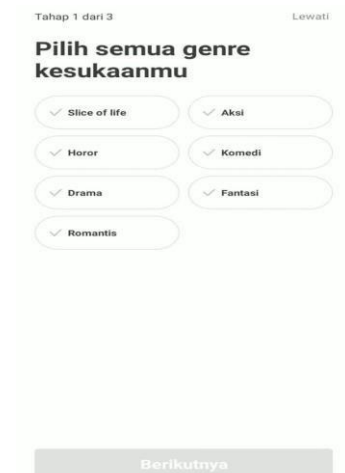 Tahap 1 dari 3
Lewati
Pilih semua genre
kesukaanmu
Slice of life
Aksi
Horor
Komedi
Drama
Fantasi
Romantis
Berikutnya